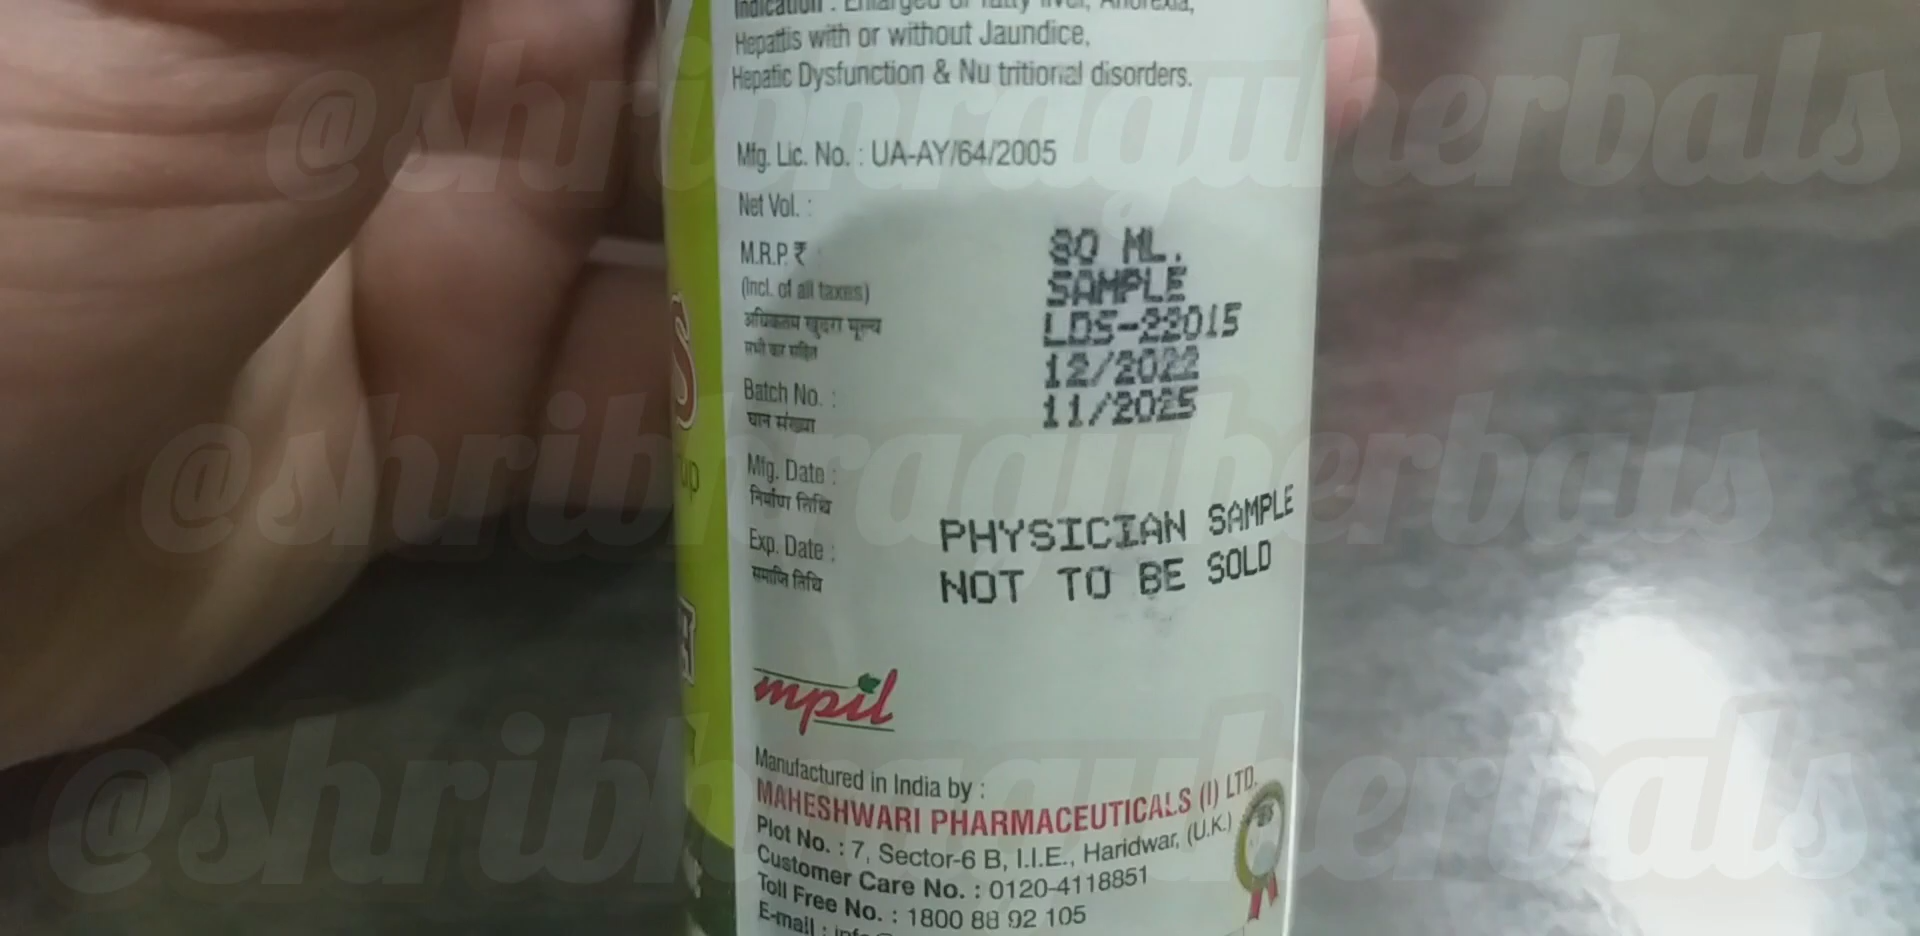 Indication : Enlarged or fatty liver, Anorexia,
Hepattis with or without Jaundice,
Hepatic Dysfunction & Nu tritional disorders.
Mfg. Lic. No. : UA-AY/64/2005
Net Vol. :
80 ML.
M.R.P. ₹ :
(Incl. of all taxes)
अधिकतम खुदरा मूल्य
सभी कर सहित
SAMPLE
Batch No. :
घान संख्या
LDS-22015
Mfg. Date :
निर्माण तिथि
12/2022
Exp. Date :
समाप्ति तिथि
11/2025
PHYSICIAN SAMPLE
NOT TO BE SOLD
mpil
Manufactured in India by :
MAHESHWARI PHARMACEUTICALS (I) LTD.
Plot No. : 7, Sector-6 B, I.I.E., Haridwar, (U.K.)
Customer Care No. : 0120-4118851
Toll Free No. : 1800 88 92 105
E-mail :
@shribhraguherbals
@shribhraguherbals
@shribhraguherbals